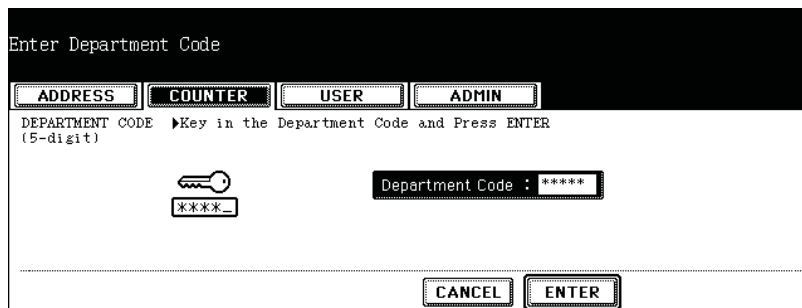 Enter Department Code
ADDRESS COUNTER USER ADMIN
DEPARTMENT CODE ▶Key in the Department Code and Press ENTER
(5-digit)
Department Code : *****
****_
CANCEL ENTER